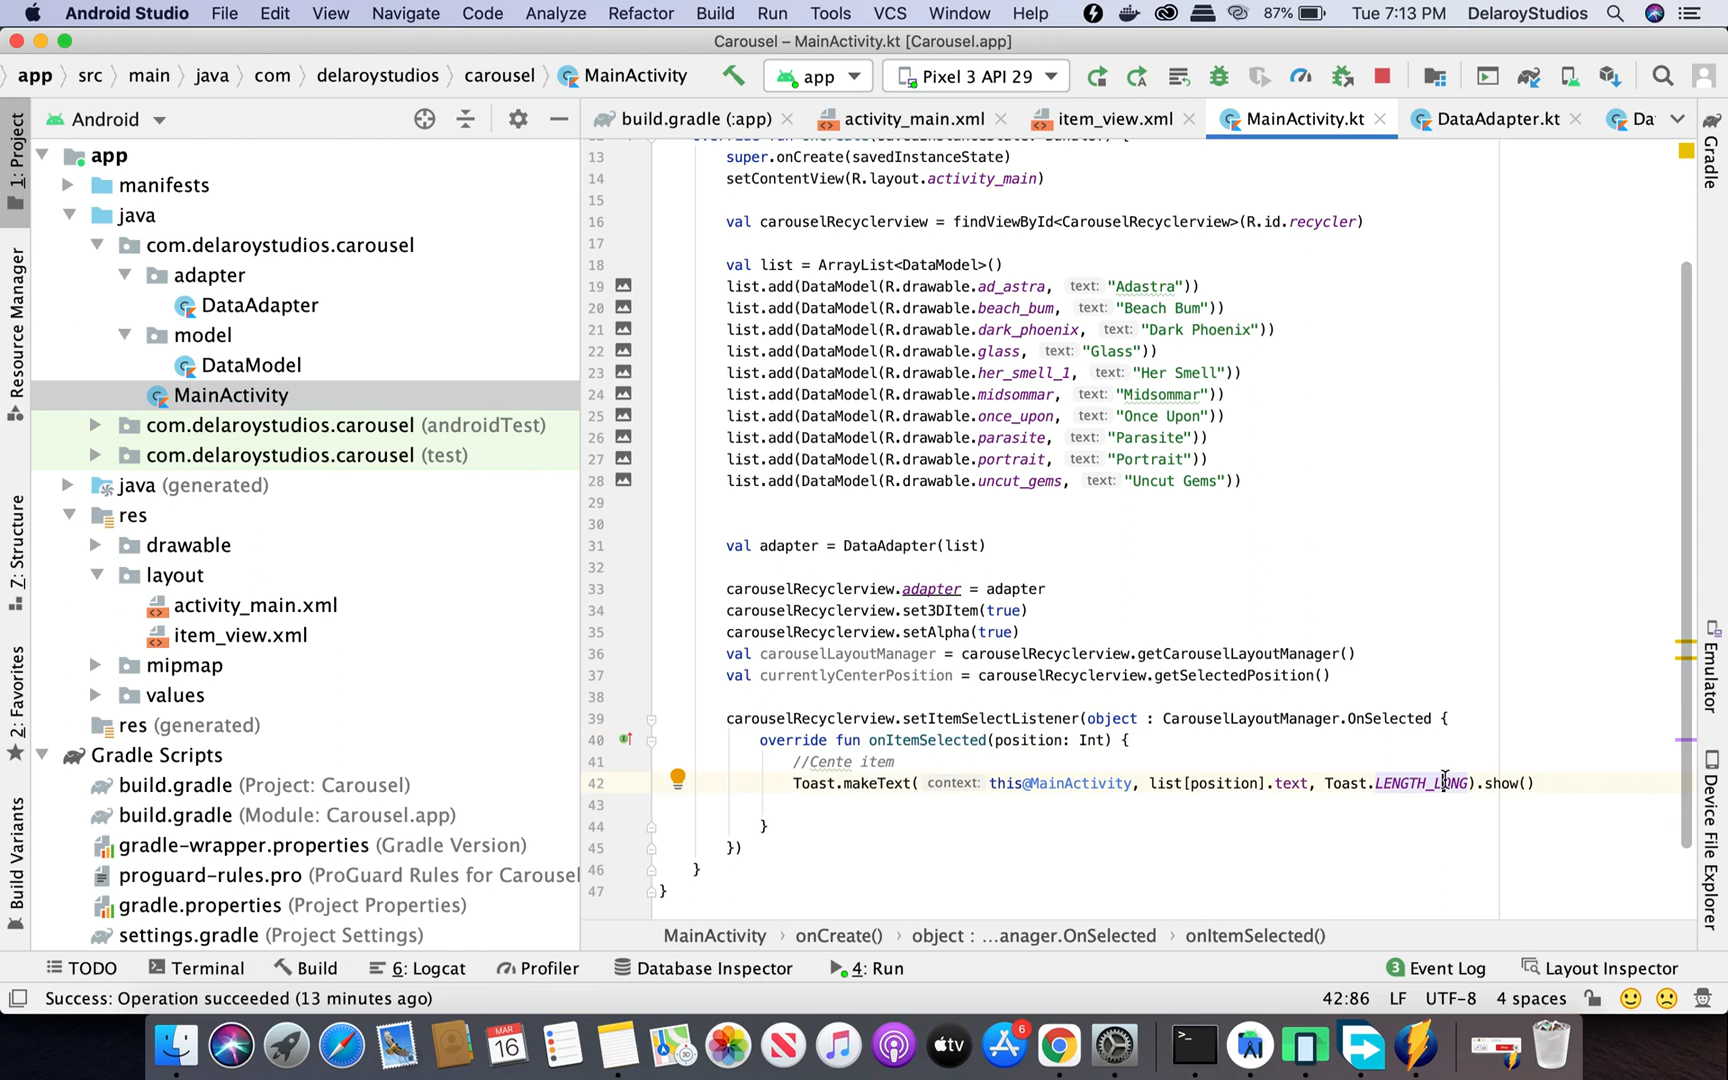 Android Studio File Edit View Navigate Code Analyze Refactor Build Run Tools VCS Window Help 87% Tue 7:13 PM DelaroyStudios
Carousel – MainActivity.kt [Carousel.app]
app src main java com delaroystudios carousel MainActivity app Pixel 3 API 29
Android
build.gradle (:app) activity_main.xml item_view.xml MainActivity.kt DataAdapter.kt Da
1: Project
Resource Manager
Z: Structure
2: Favorites
Build Variants
app
manifests
java
com.delaroystudios.carousel
adapter
DataAdapter
model
DataModel
MainActivity
com.delaroystudios.carousel (androidTest)
com.delaroystudios.carousel (test)
java (generated)
res
drawable
layout
activity_main.xml
item_view.xml
mipmap
values
res (generated)
Gradle Scripts
build.gradle (Project: Carousel)
build.gradle (Module: Carousel.app)
gradle-wrapper.properties (Gradle Version)
proguard-rules.pro (ProGuard Rules for Carousel
gradle.properties (Project Properties)
settings.gradle (Project Settings)
13 super.onCreate(savedInstanceState)
14 setContentView(R.layout.activity_main)
15
16 val carouselRecyclerview = findViewById<CarouselRecyclerview>(R.id.recycler)
17
18 val list = ArrayList<DataModel>()
19 list.add(DataModel(R.drawable.ad_astra, text: "Adastra"))
20 list.add(DataModel(R.drawable.beach_bum, text: "Beach Bum"))
21 list.add(DataModel(R.drawable.dark_phoenix, text: "Dark Phoenix"))
22 list.add(DataModel(R.drawable.glass, text: "Glass"))
23 list.add(DataModel(R.drawable.her_smell_1, text: "Her Smell"))
24 list.add(DataModel(R.drawable.midsommar, text: "Midsommar"))
25 list.add(DataModel(R.drawable.once_upon, text: "Once Upon"))
26 list.add(DataModel(R.drawable.parasite, text: "Parasite"))
27 list.add(DataModel(R.drawable.portrait, text: "Portrait"))
28 list.add(DataModel(R.drawable.uncut_gems, text: "Uncut Gems"))
29
30
31 val adapter = DataAdapter(list)
32
33 carouselRecyclerview.adapter = adapter
34 carouselRecyclerview.set3DItem(true)
35 carouselRecyclerview.setAlpha(true)
36 val carouselLayoutManager = carouselRecyclerview.getCarouselLayoutManager()
37 val currentlyCenterPosition = carouselRecyclerview.getSelectedPosition()
38
39 carouselRecyclerview.setItemSelectListener(object : CarouselLayoutManager.OnSelected {
40 override fun onItemSelected(position: Int) {
41 //Cente item
42 Toast.makeText( context: this@MainActivity, list[position].text, Toast.LENGTH_LONG).show()
43
44 }
45 })
46 }
47 }
Gradle
Emulator
Device File Explorer
MainActivity onCreate() object : ...anager.OnSelected onItemSelected()
TODO Terminal Build 6: Logcat Profiler Database Inspector 4: Run 3 Event Log Layout Inspector
Success: Operation succeeded (13 minutes ago) 42:86 LF UTF-8 4 spaces
MAR
16
tv
6